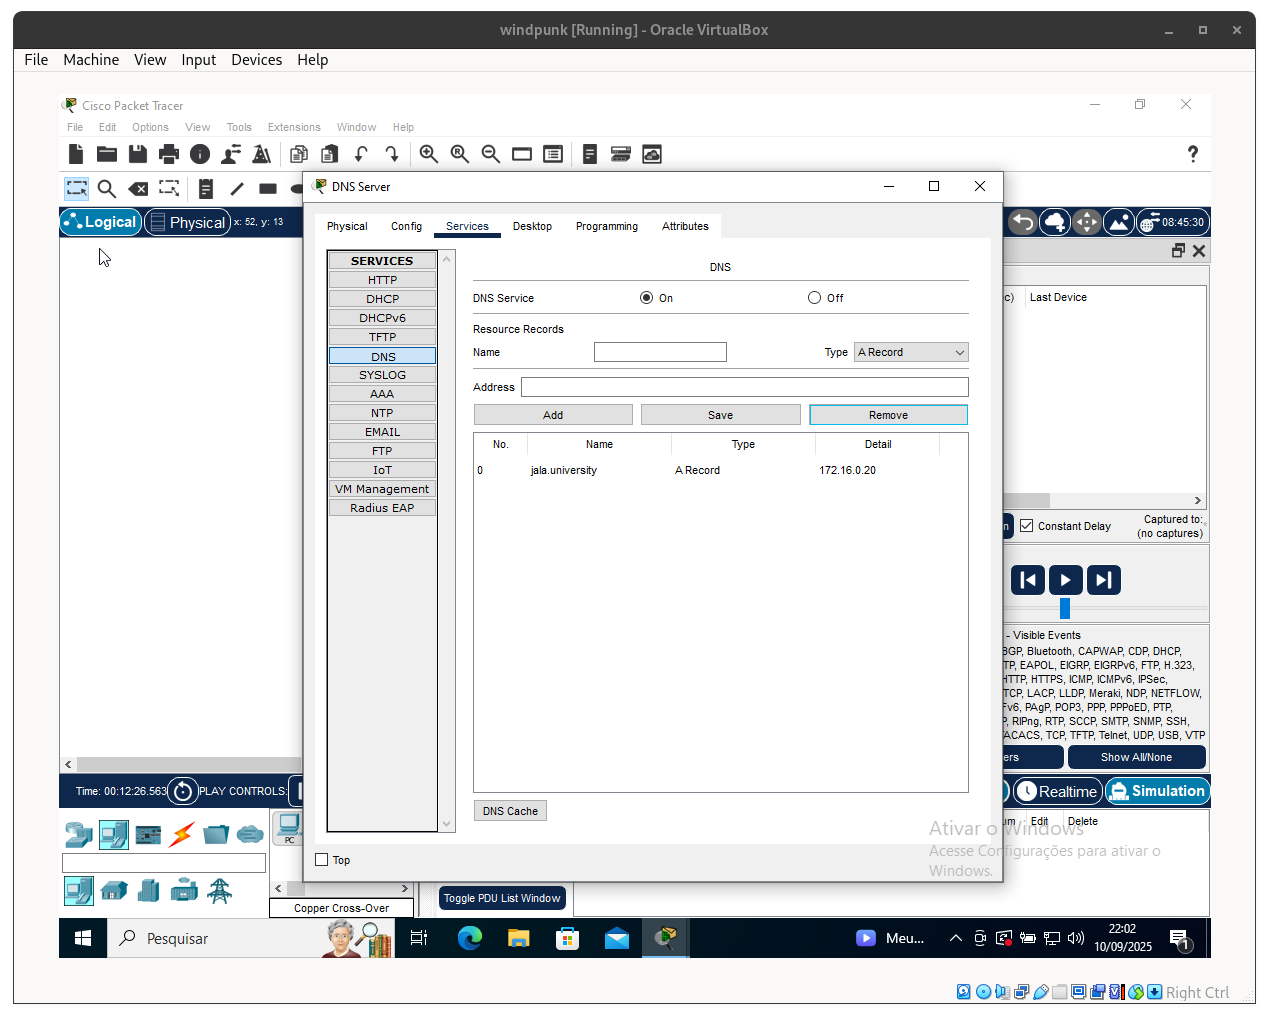 windpunk [Running] - Oracle VirtualBox
File Machine View Input Devices Help
Cisco Packet Tracer
File Edit Options View Tools Extensions Window Help
DNS Server
Logical Physical x: 52, y: 13
08:45:30
Physical Config Services Desktop Programming Attributes
SERVICES
HTTP
DHCP
DHCPv6
TFTP
DNS
SYSLOG
AAA
NTP
EMAIL
FTP
IoT
VM Management
Radius EAP
DNS
DNS Service On Off
Resource Records
Name Type A Record
Address
Add Save Remove
No. Name Type Detail
0 jala.university A Record 172.16.0.20
DNS Cache
Top
c) Last Device
Constant Delay
Captured to:
(no captures)
- Visible Events
BGP, Bluetooth, CAPWAP, CDP, DHCP,
TP, EAPOL, EIGRP, EIGRPv6, FTP, H.323,
HTTP, HTTPS, ICMP, ICMPv6, IPSec,
TCP, LACP, LLDP, Meraki, NDP, NETFLOW,
Fv6, PAgP, POP3, PPP, PPPoED, PTP,
P, RIPng, RTP, SCCP, SMTP, SNMP, SSH,
ACACS, TCP, TFTP, Telnet, UDP, USB, VTP
ers Show All/None
Time: 00:12:26.563 PLAY CONTROLS:
Realtime Simulation
um Edit Delete
PC
Copper Cross-Over
Toggle PDU List Window
Ativar o Windows
Acesse Configurações para ativar o
Windows.
Pesquisar
Meu...
22:02
10/09/2025
1
Right Ctrl